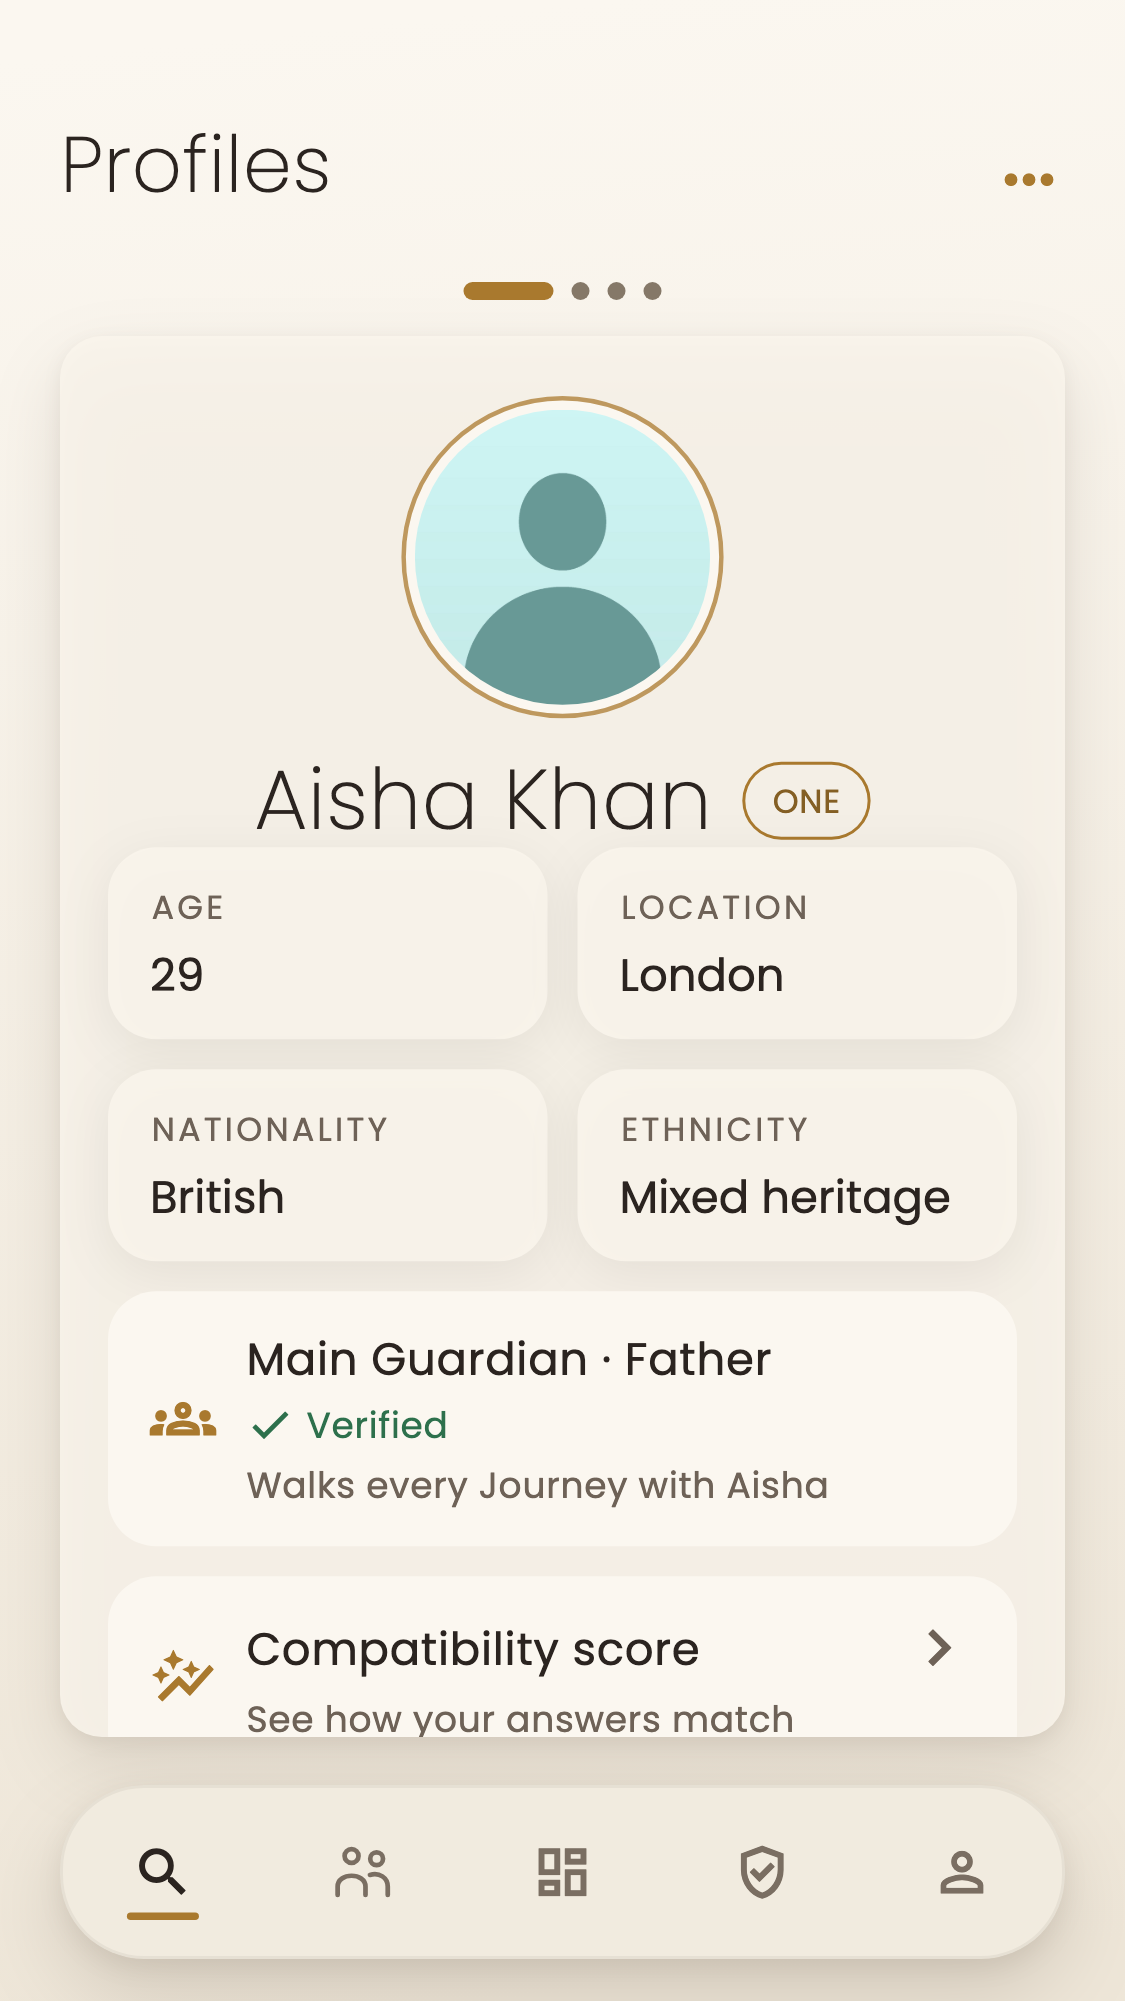 Profiles
Aisha Khan ONE
AGE
29
LOCATION
London
NATIONALITY
British
ETHNICITY
Mixed heritage
Main Guardian · Father
Verified
Walks every Journey with Aisha
Compatibility score
See how your answers match